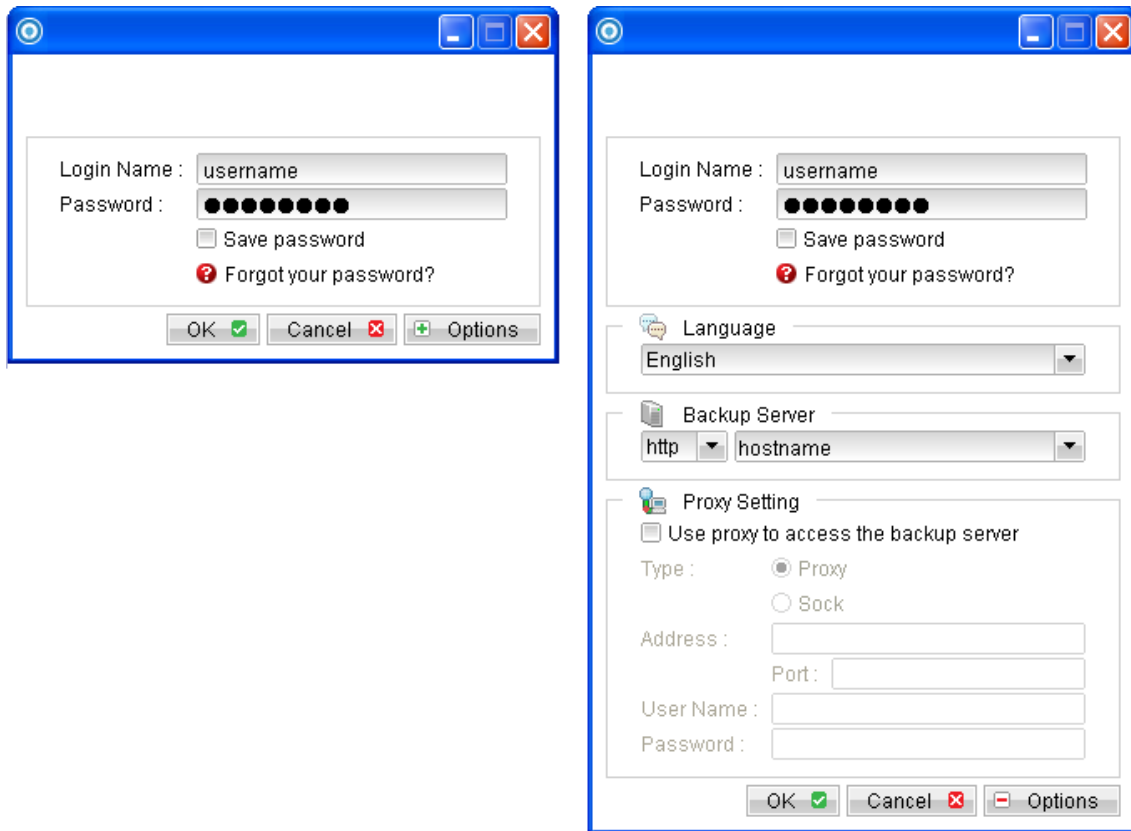 Login Name :
username
Password :
●●●●●●●●
Save password
Forgot your password?
OK
Cancel
Options
Login Name :
username
Password :
●●●●●●●●
Save password
Forgot your password?
Language
English
Backup Server
http
hostname
Proxy Setting
Use proxy to access the backup server
Type :
Proxy
Sock
Address :
Port :
User Name :
Password :
OK
Cancel
Options